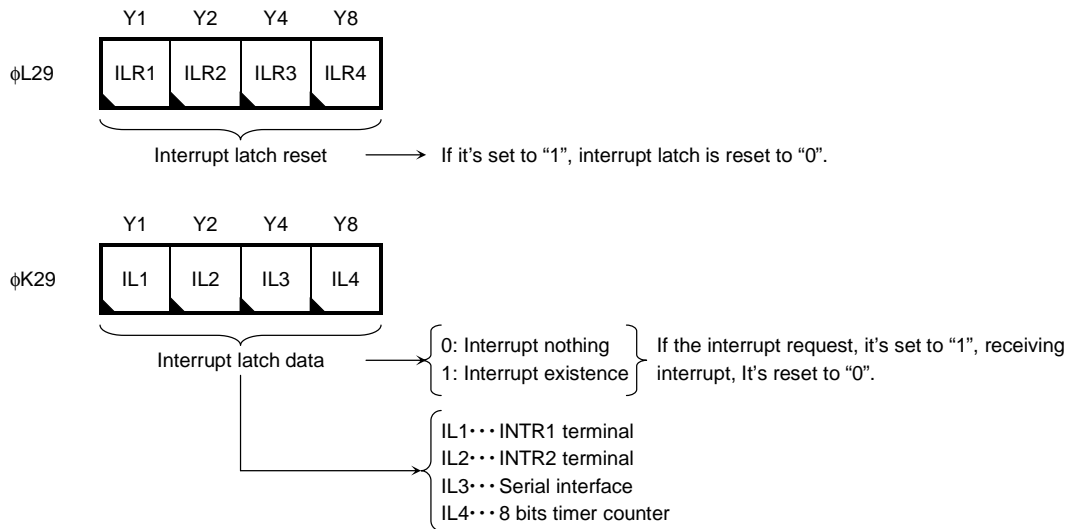 Y1 Y2 Y4 Y8
ϕL29 ILR1 ILR2 ILR3 ILR4
Interrupt latch reset If it's set to “1”, interrupt latch is reset to “0”.
Y1 Y2 Y4 Y8
ϕK29 IL1 IL2 IL3 IL4
Interrupt latch data
0: Interrupt nothing
1: Interrupt existence
If the interrupt request, it's set to “1”, receiving
interrupt, It's reset to “0”.
IL1･･･INTR1 terminal
IL2･･･INTR2 terminal
IL3･･･Serial interface
IL4･･･8 bits timer counter